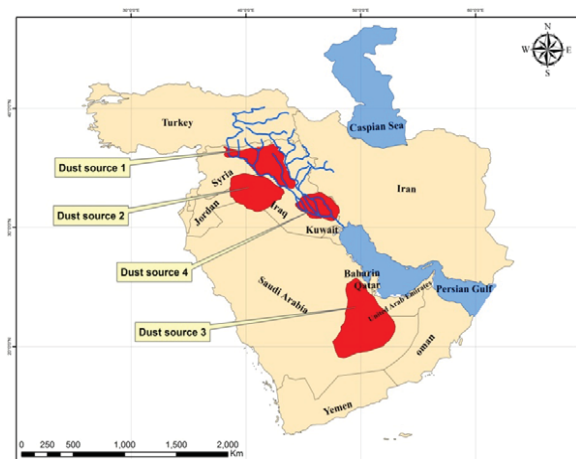 N
W
E
S
Caspian Sea
Turkey
Dust source 1
Syria
Iran
Dust source 2
Jordan
Iraq
Kuwait
Dust source 4
Babarin
Qatar
Saudi Arabia
United Arab Emirates
Persian Gulf
Dust source 3
oman
Yemen
0 250 500 1,000 1,500 2,000
Km